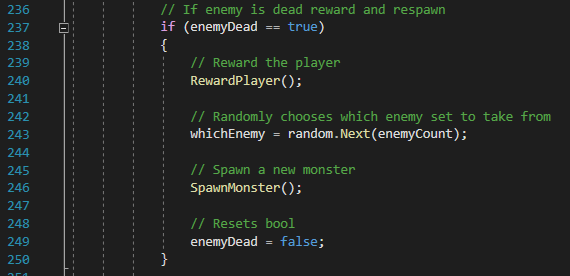 236 // If enemy is dead reward and respawn
237 if (enemyDead == true)
238 {
239 // Reward the player
240 RewardPlayer();
241
242 // Randomly chooses which enemy set to take from
243 whichEnemy = random.Next(enemyCount);
244
245 // Spawn a new monster
246 SpawnMonster();
247
248 // Resets bool
249 enemyDead = false;
250 }